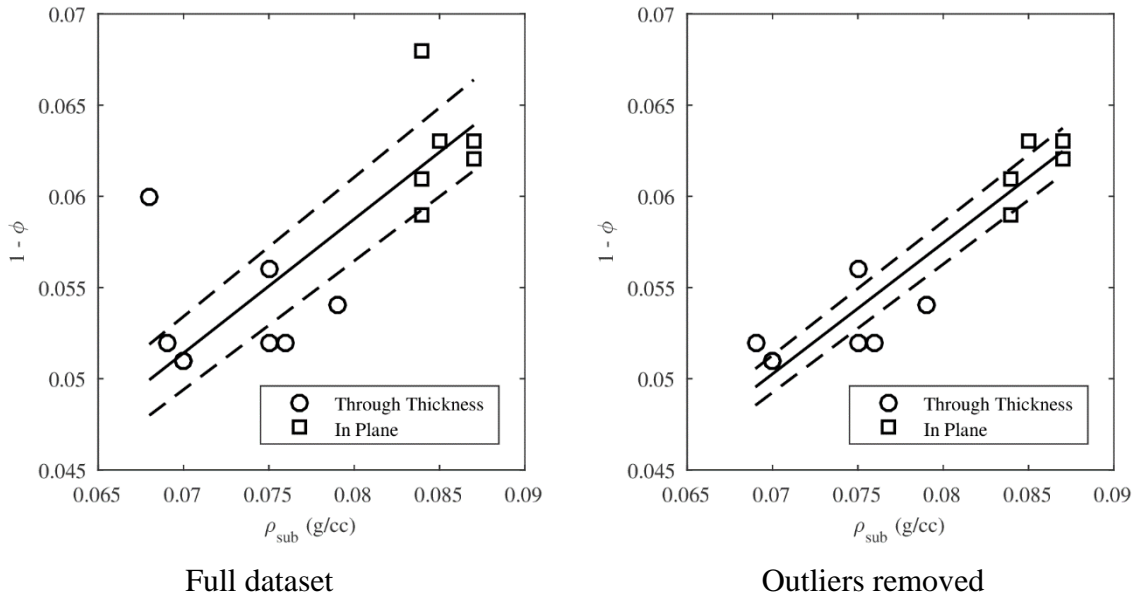 0.07
0.065
0.06
0.055
0.05
0.045
1 - ϕ
0.065 0.07 0.075 0.08 0.085 0.09
ρsub (g/cc)
Through Thickness
In Plane
Full dataset
0.07
0.065
0.06
0.055
0.05
0.045
1 - ϕ
0.065 0.07 0.075 0.08 0.085 0.09
ρsub (g/cc)
Through Thickness
In Plane
Outliers removed